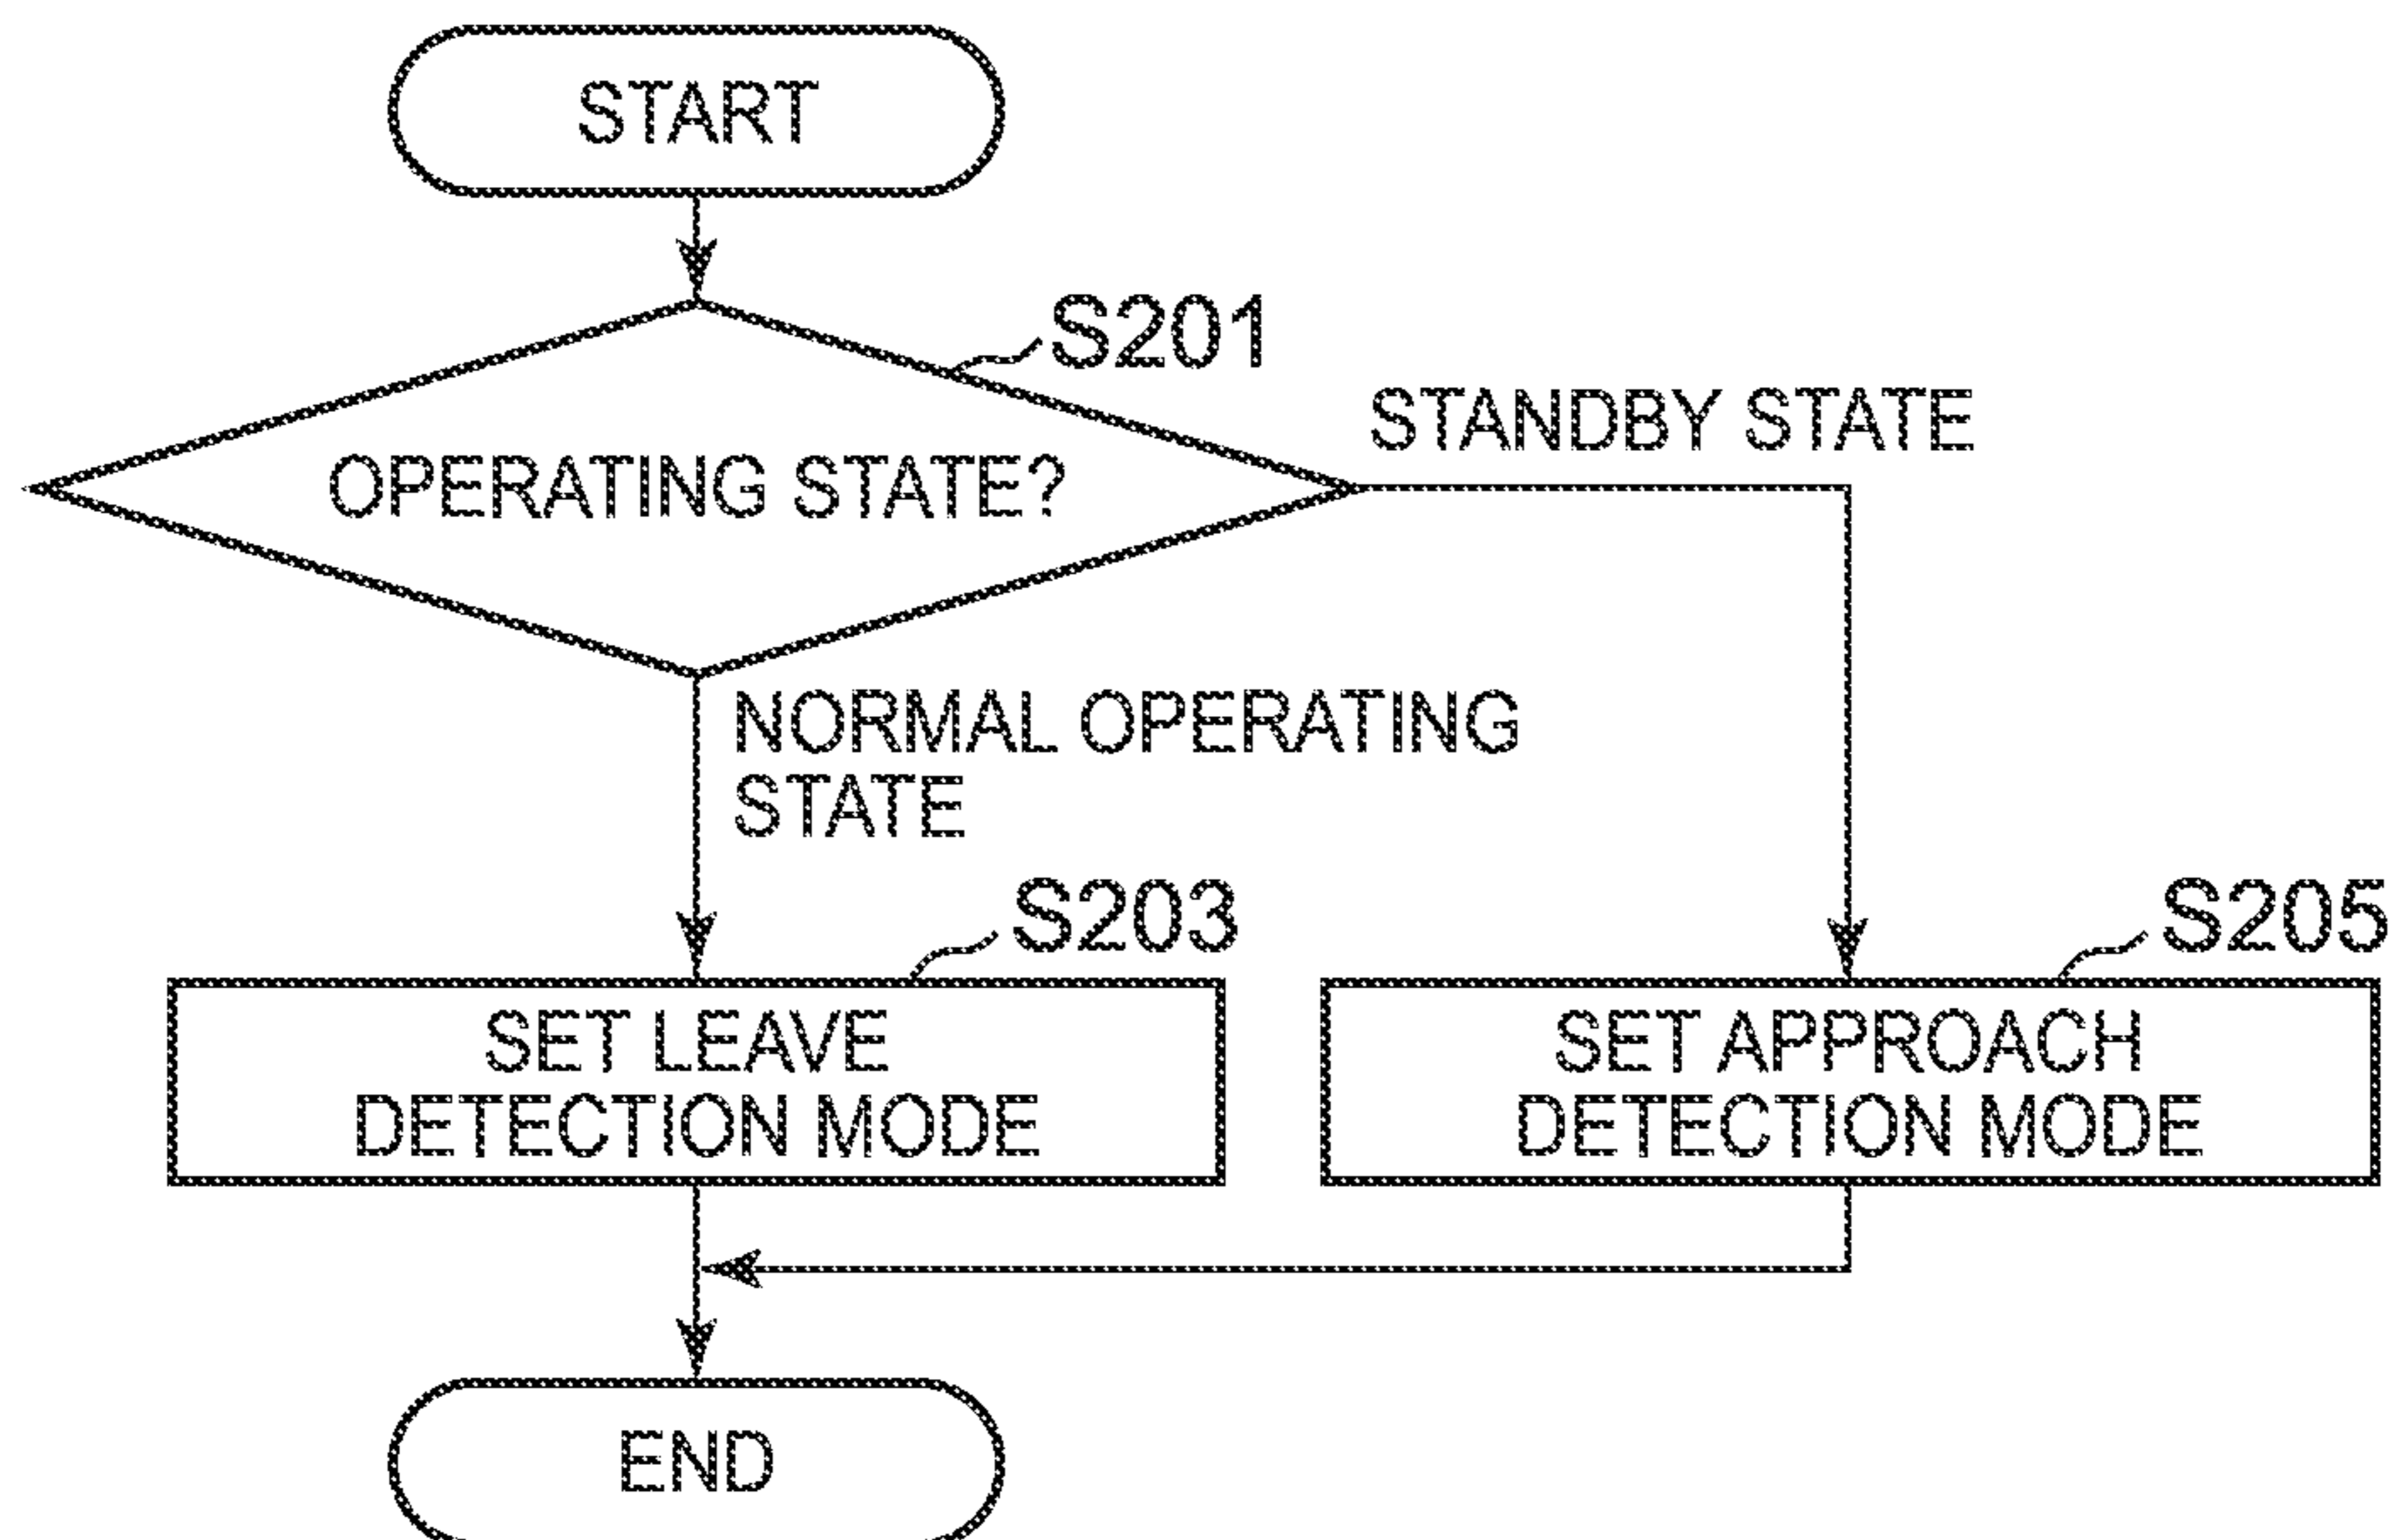 START
S201
STANDBY STATE
OPERATING STATE?
NORMAL OPERATING
STATE
S203
S205
SET LEAVE
DETECTION MODE
SET APPROACH
DETECTION MODE
END